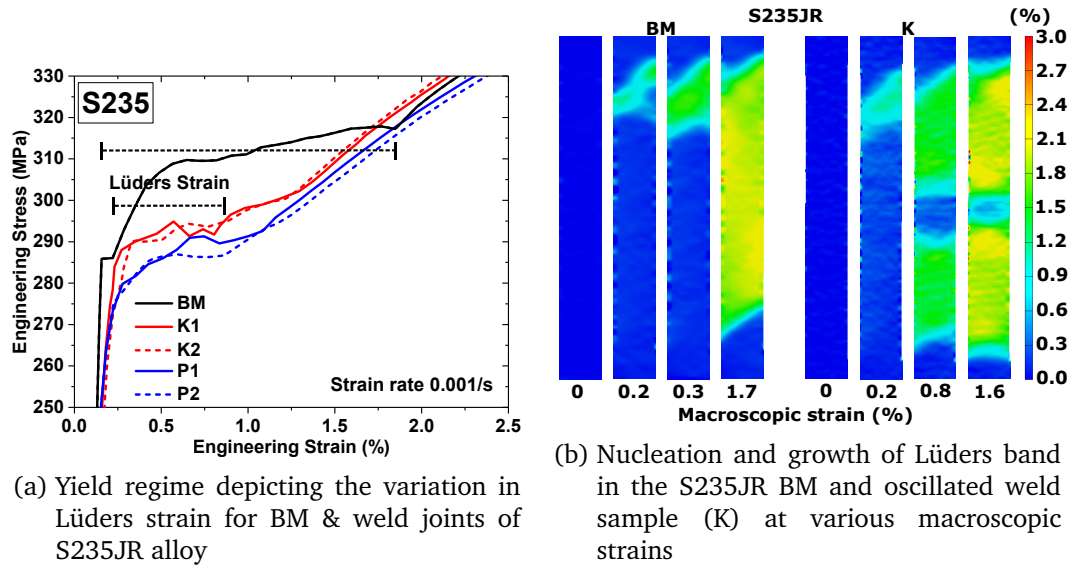 S235
Lüders Strain
BM
K1
K2
P1
P2
Strain rate 0.001/s
330
320
310
300
290
280
270
260
250
0.0 0.5 1.0 1.5 2.0 2.5
Engineering Stress (MPa)
Engineering Strain (%)
(a) Yield regime depicting the variation in
Lüders strain for BM & weld joints of
S235JR alloy
S235JR
(%)
BM K
3.0
2.7
2.4
2.1
1.8
1.5
1.2
0.9
0.6
0.3
0.0
0 0.2 0.3 1.7 0 0.2 0.8 1.6
Macroscopic strain (%)
(b) Nucleation and growth of Lüders band
in the S235JR BM and oscillated weld
sample (K) at various macroscopic
strains